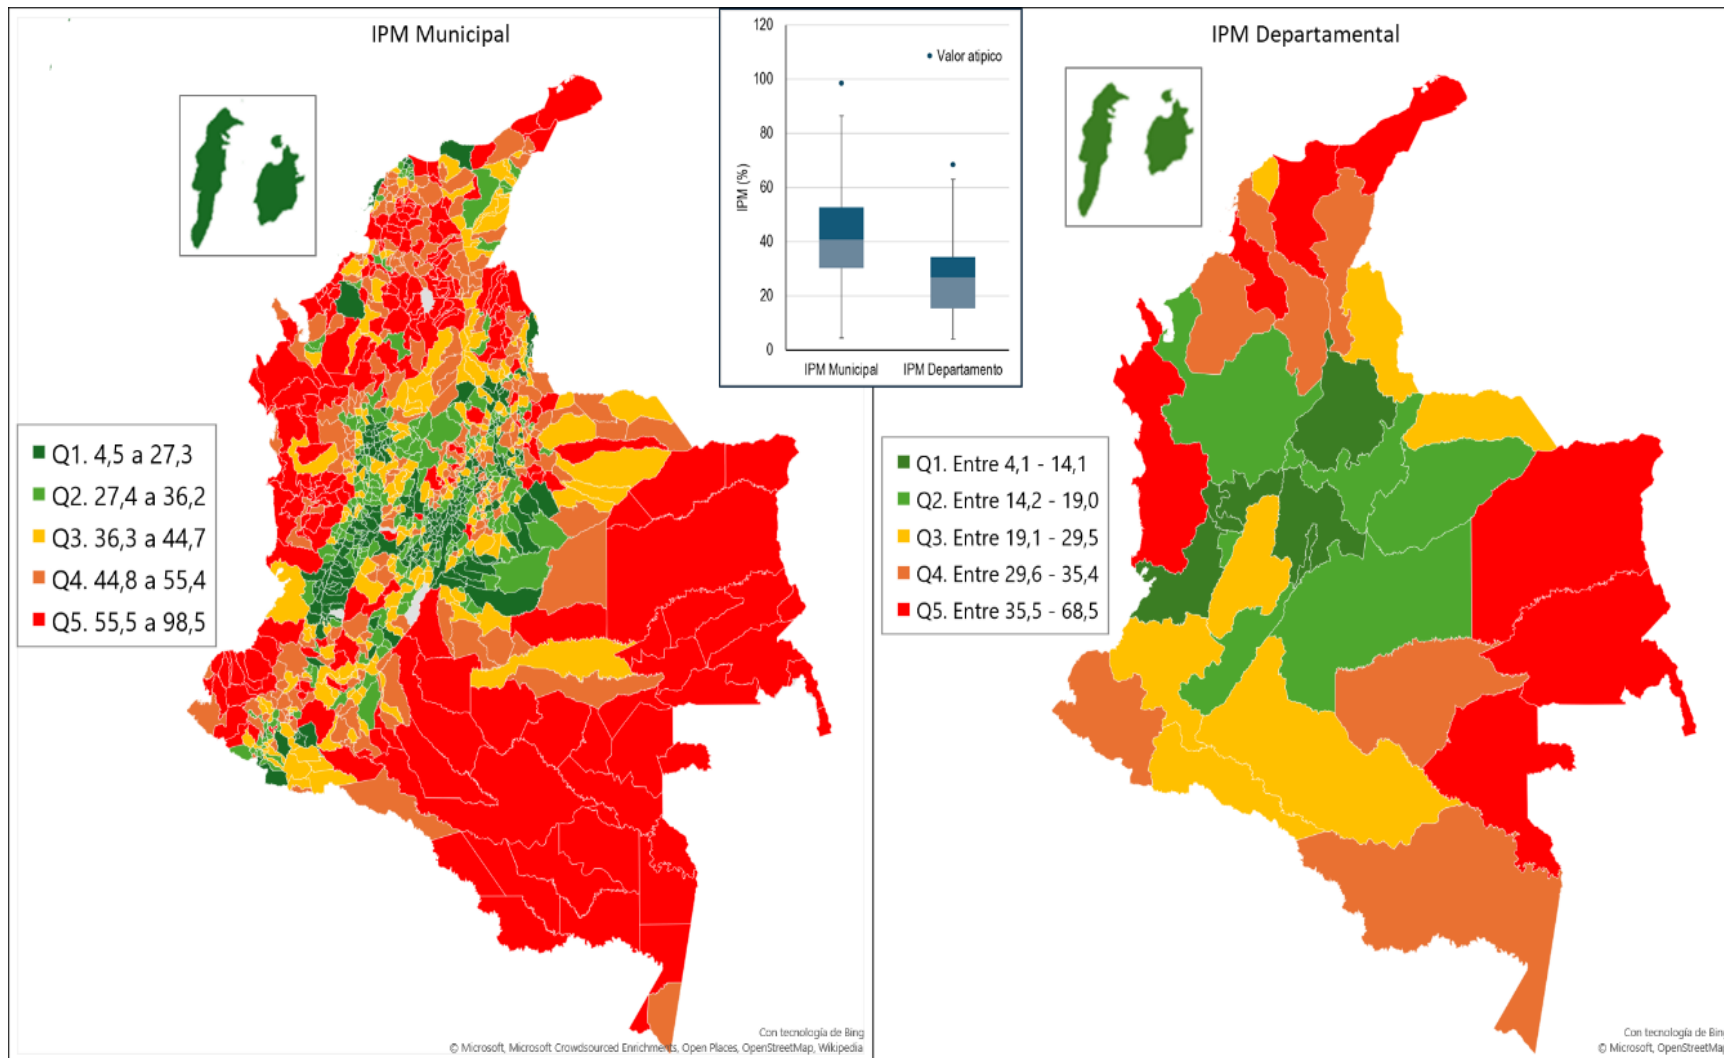 IPM Municipal
Q1. 4,5 a 27,3
Q2. 27,4 a 36,2
Q3. 36,3 a 44,7
Q4. 44,8 a 55,4
Q5. 55,5 a 98,5
Con tecnología de Bing
© Microsoft, Microsoft Crowdsourced Enrichments, Open Places, OpenStreetMap, Wikipedia
120
100
80
60
40
20
0
IPM (%)
Valor atipico
IPM Municipal
IPM Departamento
IPM Departamental
Q1. Entre 4,1 - 14,1
Q2. Entre 14,2 - 19,0
Q3. Entre 19,1 - 29,5
Q4. Entre 29,6 - 35,4
Q5. Entre 35,5 - 68,5
Con tecnología de Bing
© Microsoft, OpenStreetMap